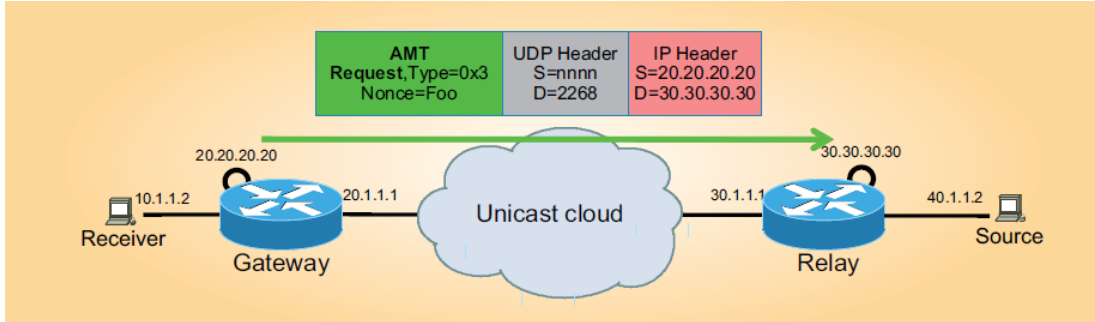 AMT
Request,Type=0x3
Nonce=Foo
UDP Header
S=nnnn
D=2268
IP Header
S=20.20.20.20
D=30.30.30.30
20.20.20.20
30.30.30.30
10.1.1.2
20.1.1.1
30.1.1.1
40.1.1.2
Unicast cloud
Receiver
Source
Gateway
Relay